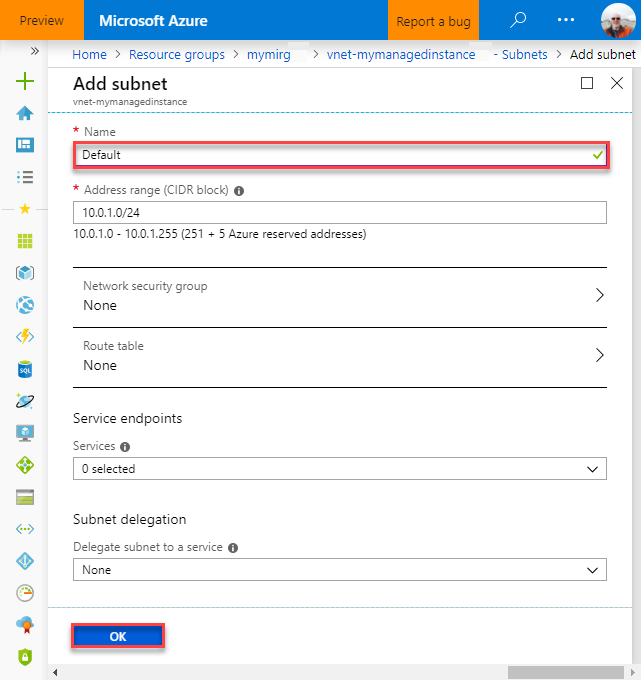 Preview
Microsoft Azure
Report a bug
Home > Resource groups > mymirg > vnet-mymanagedinstance - Subnets > Add subnet
Add subnet
vnet-mymanagedinstance
* Name
Default
* Address range (CIDR block)
10.0.1.0/24
10.0.1.0 - 10.0.1.255 (251 + 5 Azure reserved addresses)
Network security group
None
Route table
None
Service endpoints
Services
0 selected
Subnet delegation
Delegate subnet to a service
None
SQL
OK